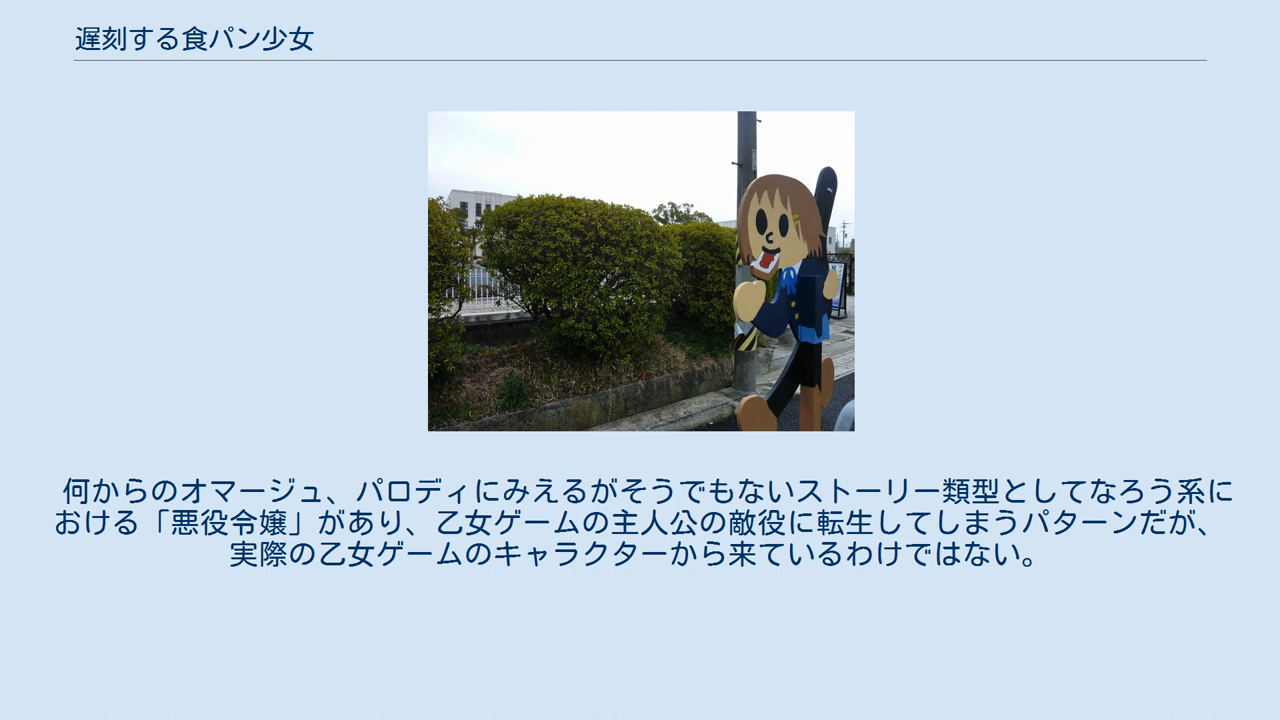 遅刻する食パン少女
何からのオマージュ、パロディにみえるがそうでもないストーリー類型としてなろう系に
おける「悪役令嬢」があり、乙女ゲームの主人公の敵役に転生してしまうパターンだが、
実際の乙女ゲームのキャラクターから来ているわけではない。